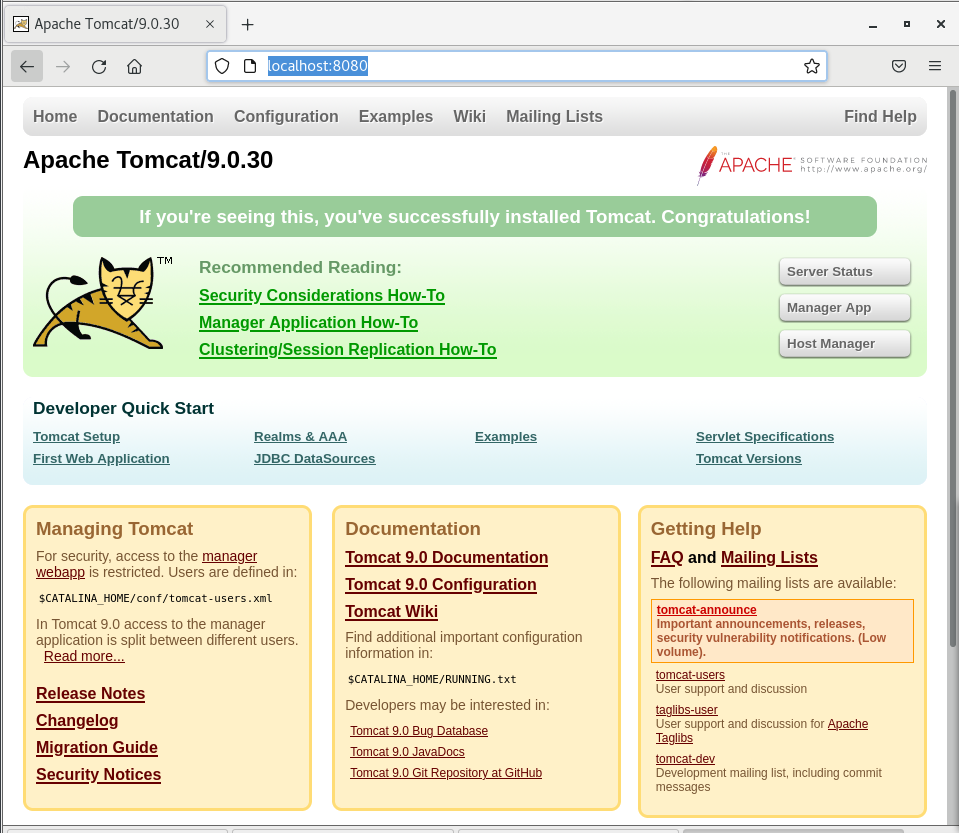 Apache Tomcat/9.0.30
localhost:8080
Home Documentation Configuration Examples Wiki Mailing Lists Find Help
Apache Tomcat/9.0.30
THE APACHE SOFTWARE FOUNDATION
http://www.apache.org/
If you're seeing this, you've successfully installed Tomcat. Congratulations!
TM
Recommended Reading:
Security Considerations How-To
Manager Application How-To
Clustering/Session Replication How-To
Server Status
Manager App
Host Manager
Developer Quick Start
Tomcat Setup
First Web Application
Realms & AAA
JDBC DataSources
Examples
Servlet Specifications
Tomcat Versions
Managing Tomcat
For security, access to the manager
webapp is restricted. Users are defined in:
$CATALINA_HOME/conf/tomcat-users.xml
In Tomcat 9.0 access to the manager
application is split between different users.
Read more...
Release Notes
Changelog
Migration Guide
Security Notices
Documentation
Tomcat 9.0 Documentation
Tomcat 9.0 Configuration
Tomcat Wiki
Find additional important configuration
information in:
$CATALINA_HOME/RUNNING.txt
Developers may be interested in:
Tomcat 9.0 Bug Database
Tomcat 9.0 JavaDocs
Tomcat 9.0 Git Repository at GitHub
Getting Help
FAQ and Mailing Lists
The following mailing lists are available:
tomcat-announce
Important announcements, releases,
security vulnerability notifications. (Low
volume).
tomcat-users
User support and discussion
taglibs-user
User support and discussion for Apache
Taglibs
tomcat-dev
Development mailing list, including commit
messages